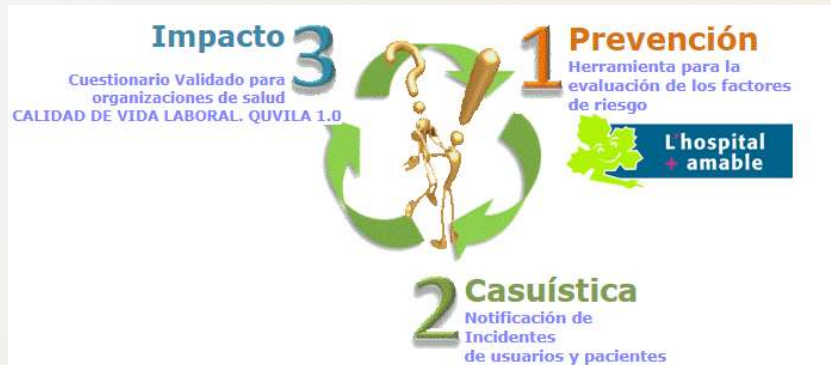 Impacto 3
Cuestionario Validado para
organizaciones de salud
CALIDAD DE VIDA LABORAL. QUVILA 1.0
1 Prevención
Herramienta para la
evaluación de los factores
de riesgo
L'hospital
+ amable
2 Casuística
Notificación de
Incidentes
de usuarios y pacientes